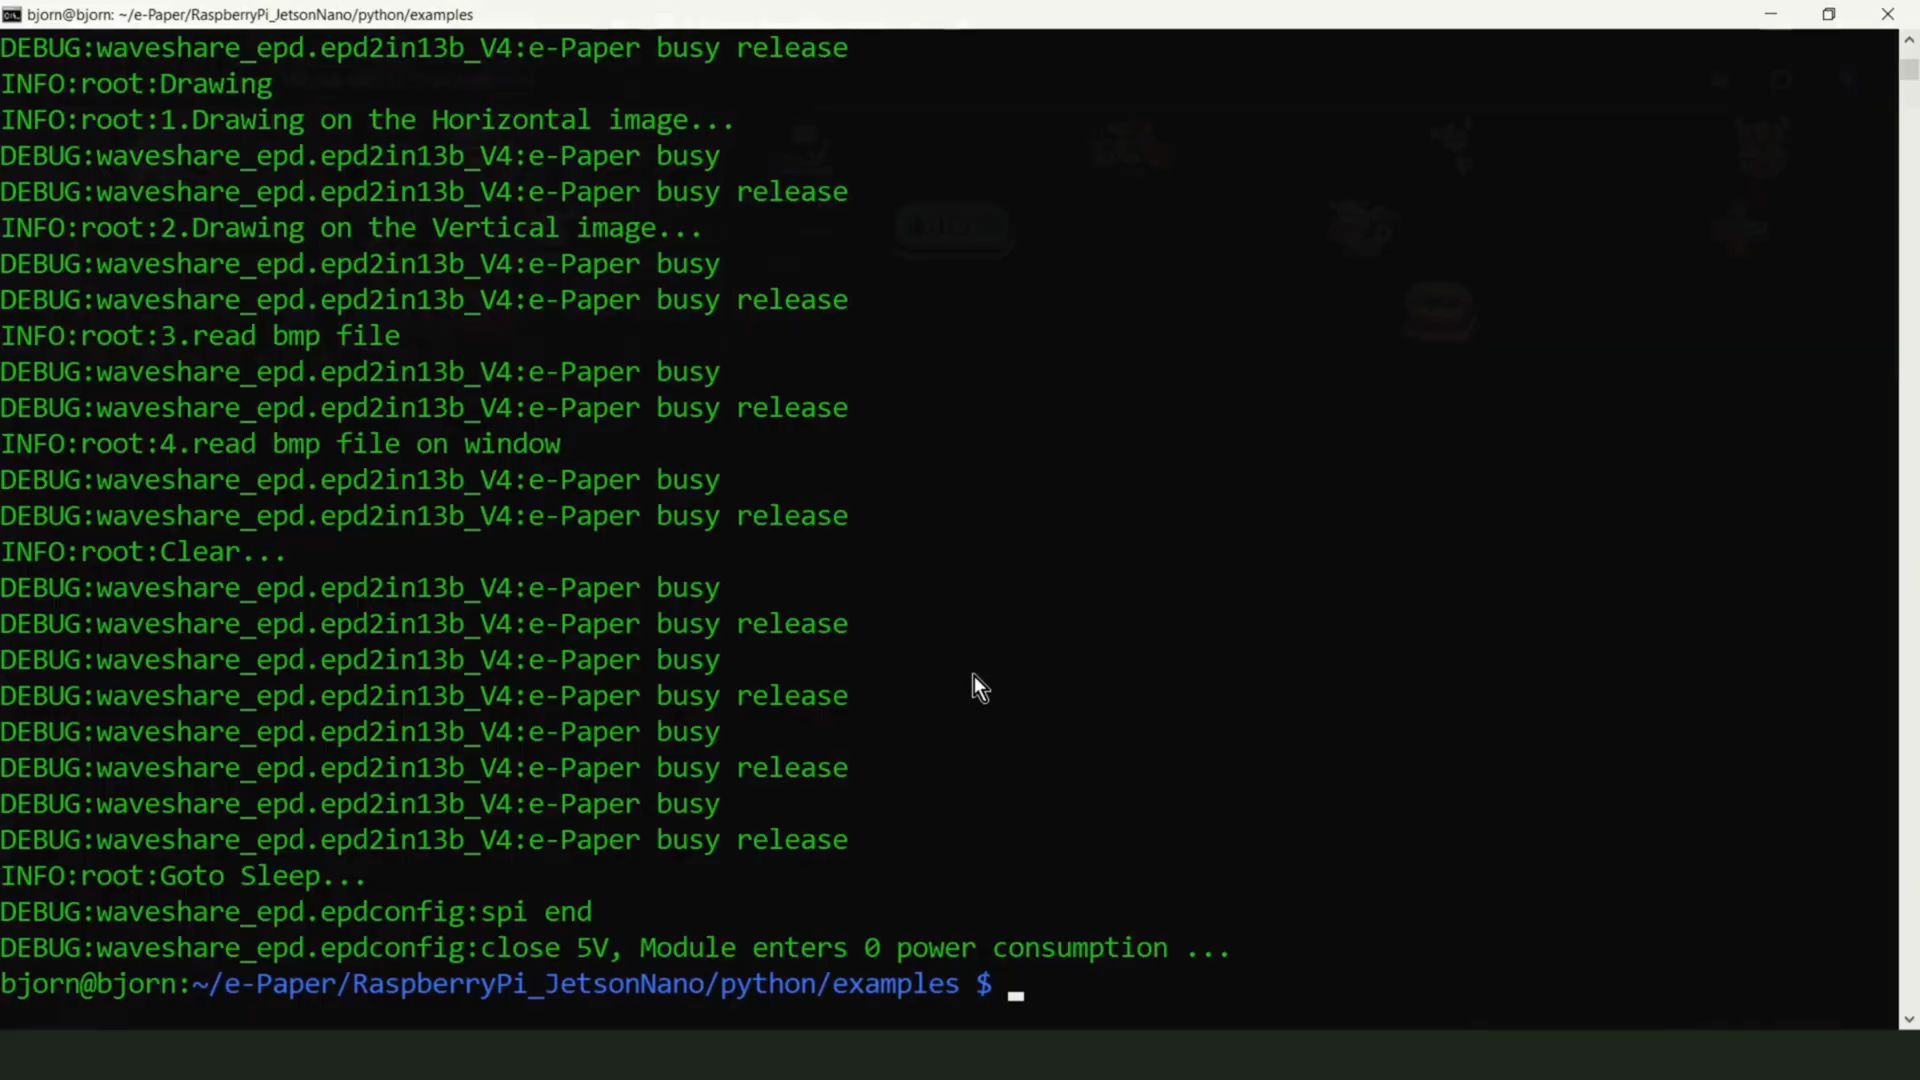 bjorn@bjorn: ~/e-Paper/RaspberryPi_JetsonNano/python/examples
DEBUG:waveshare_epd.epd2in13b_V4:e-Paper busy release
INFO:root:Drawing
INFO:root:1.Drawing on the Horizontal image...
DEBUG:waveshare_epd.epd2in13b_V4:e-Paper busy
DEBUG:waveshare_epd.epd2in13b_V4:e-Paper busy release
INFO:root:2.Drawing on the Vertical image...
DEBUG:waveshare_epd.epd2in13b_V4:e-Paper busy
DEBUG:waveshare_epd.epd2in13b_V4:e-Paper busy release
INFO:root:3.read bmp file
DEBUG:waveshare_epd.epd2in13b_V4:e-Paper busy
DEBUG:waveshare_epd.epd2in13b_V4:e-Paper busy release
INFO:root:4.read bmp file on window
DEBUG:waveshare_epd.epd2in13b_V4:e-Paper busy
DEBUG:waveshare_epd.epd2in13b_V4:e-Paper busy release
INFO:root:Clear...
DEBUG:waveshare_epd.epd2in13b_V4:e-Paper busy
DEBUG:waveshare_epd.epd2in13b_V4:e-Paper busy release
DEBUG:waveshare_epd.epd2in13b_V4:e-Paper busy
DEBUG:waveshare_epd.epd2in13b_V4:e-Paper busy release
DEBUG:waveshare_epd.epd2in13b_V4:e-Paper busy
DEBUG:waveshare_epd.epd2in13b_V4:e-Paper busy release
DEBUG:waveshare_epd.epd2in13b_V4:e-Paper busy
DEBUG:waveshare_epd.epd2in13b_V4:e-Paper busy release
INFO:root:Goto Sleep...
DEBUG:waveshare_epd.epdconfig:spi end
DEBUG:waveshare_epd.epdconfig:close 5V, Module enters 0 power consumption ...
bjorn@bjorn:~/e-Paper/RaspberryPi_JetsonNano/python/examples $